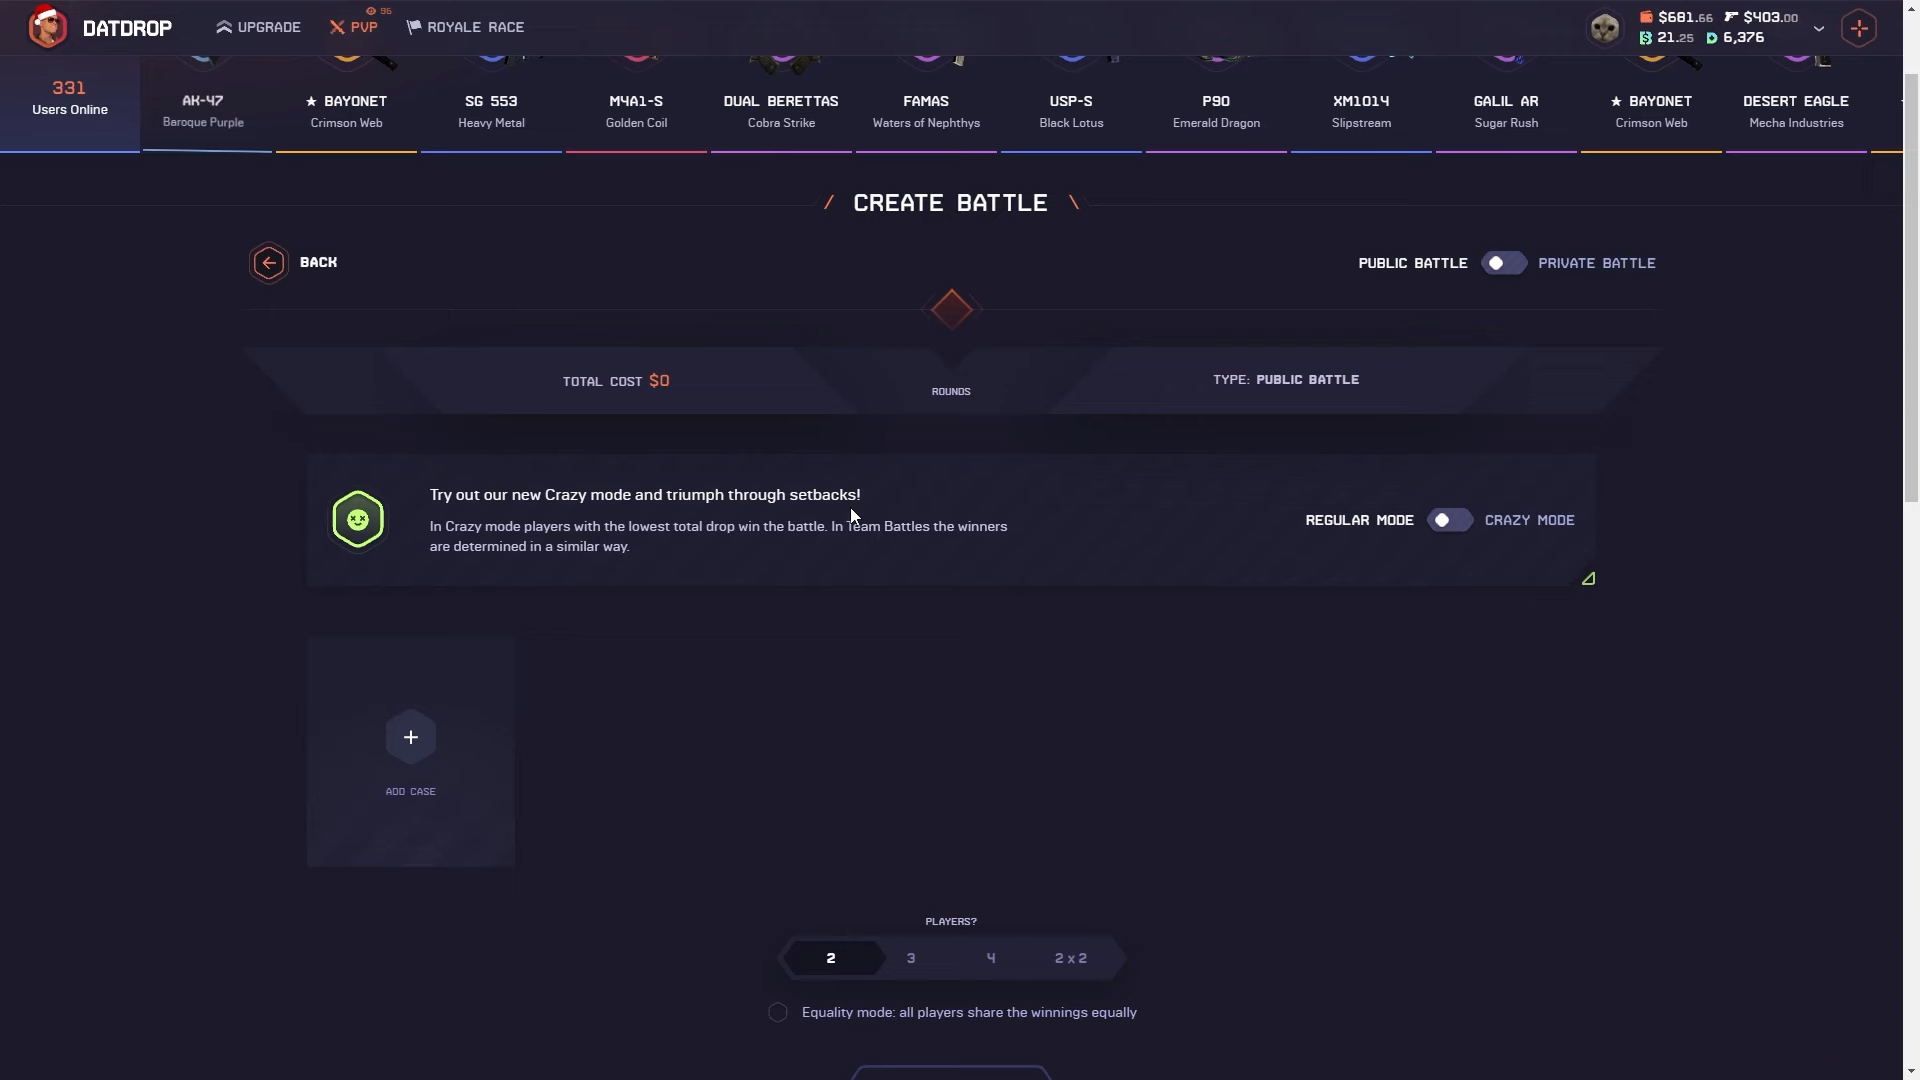 DATDROP
UPGRADE
PVP
96
ROYALE RACE
$681.66
$403.00
21.25
6,376
331
Users Online
AK-47
Baroque Purple
★ BAYONET
Crimson Web
SG 553
Heavy Metal
M4A1-S
Golden Coil
DUAL BERETTAS
Cobra Strike
FAMAS
Waters of Nephthys
USP-S
Black Lotus
P90
Emerald Dragon
XM1014
Slipstream
GALIL AR
Sugar Rush
★ BAYONET
Crimson Web
DESERT EAGLE
Mecha Industries
/ CREATE BATTLE \
BACK
PUBLIC BATTLE
PRIVATE BATTLE
TOTAL COST $0
ROUNDS
TYPE: PUBLIC BATTLE
Try out our new Crazy mode and triumph through setbacks!
In Crazy mode players with the lowest total drop win the battle. In Team Battles the winners
are determined in a similar way.
REGULAR MODE
CRAZY MODE
+
ADD CASE
PLAYERS?
2
3
4
2 x 2
Equality mode: all players share the winnings equally